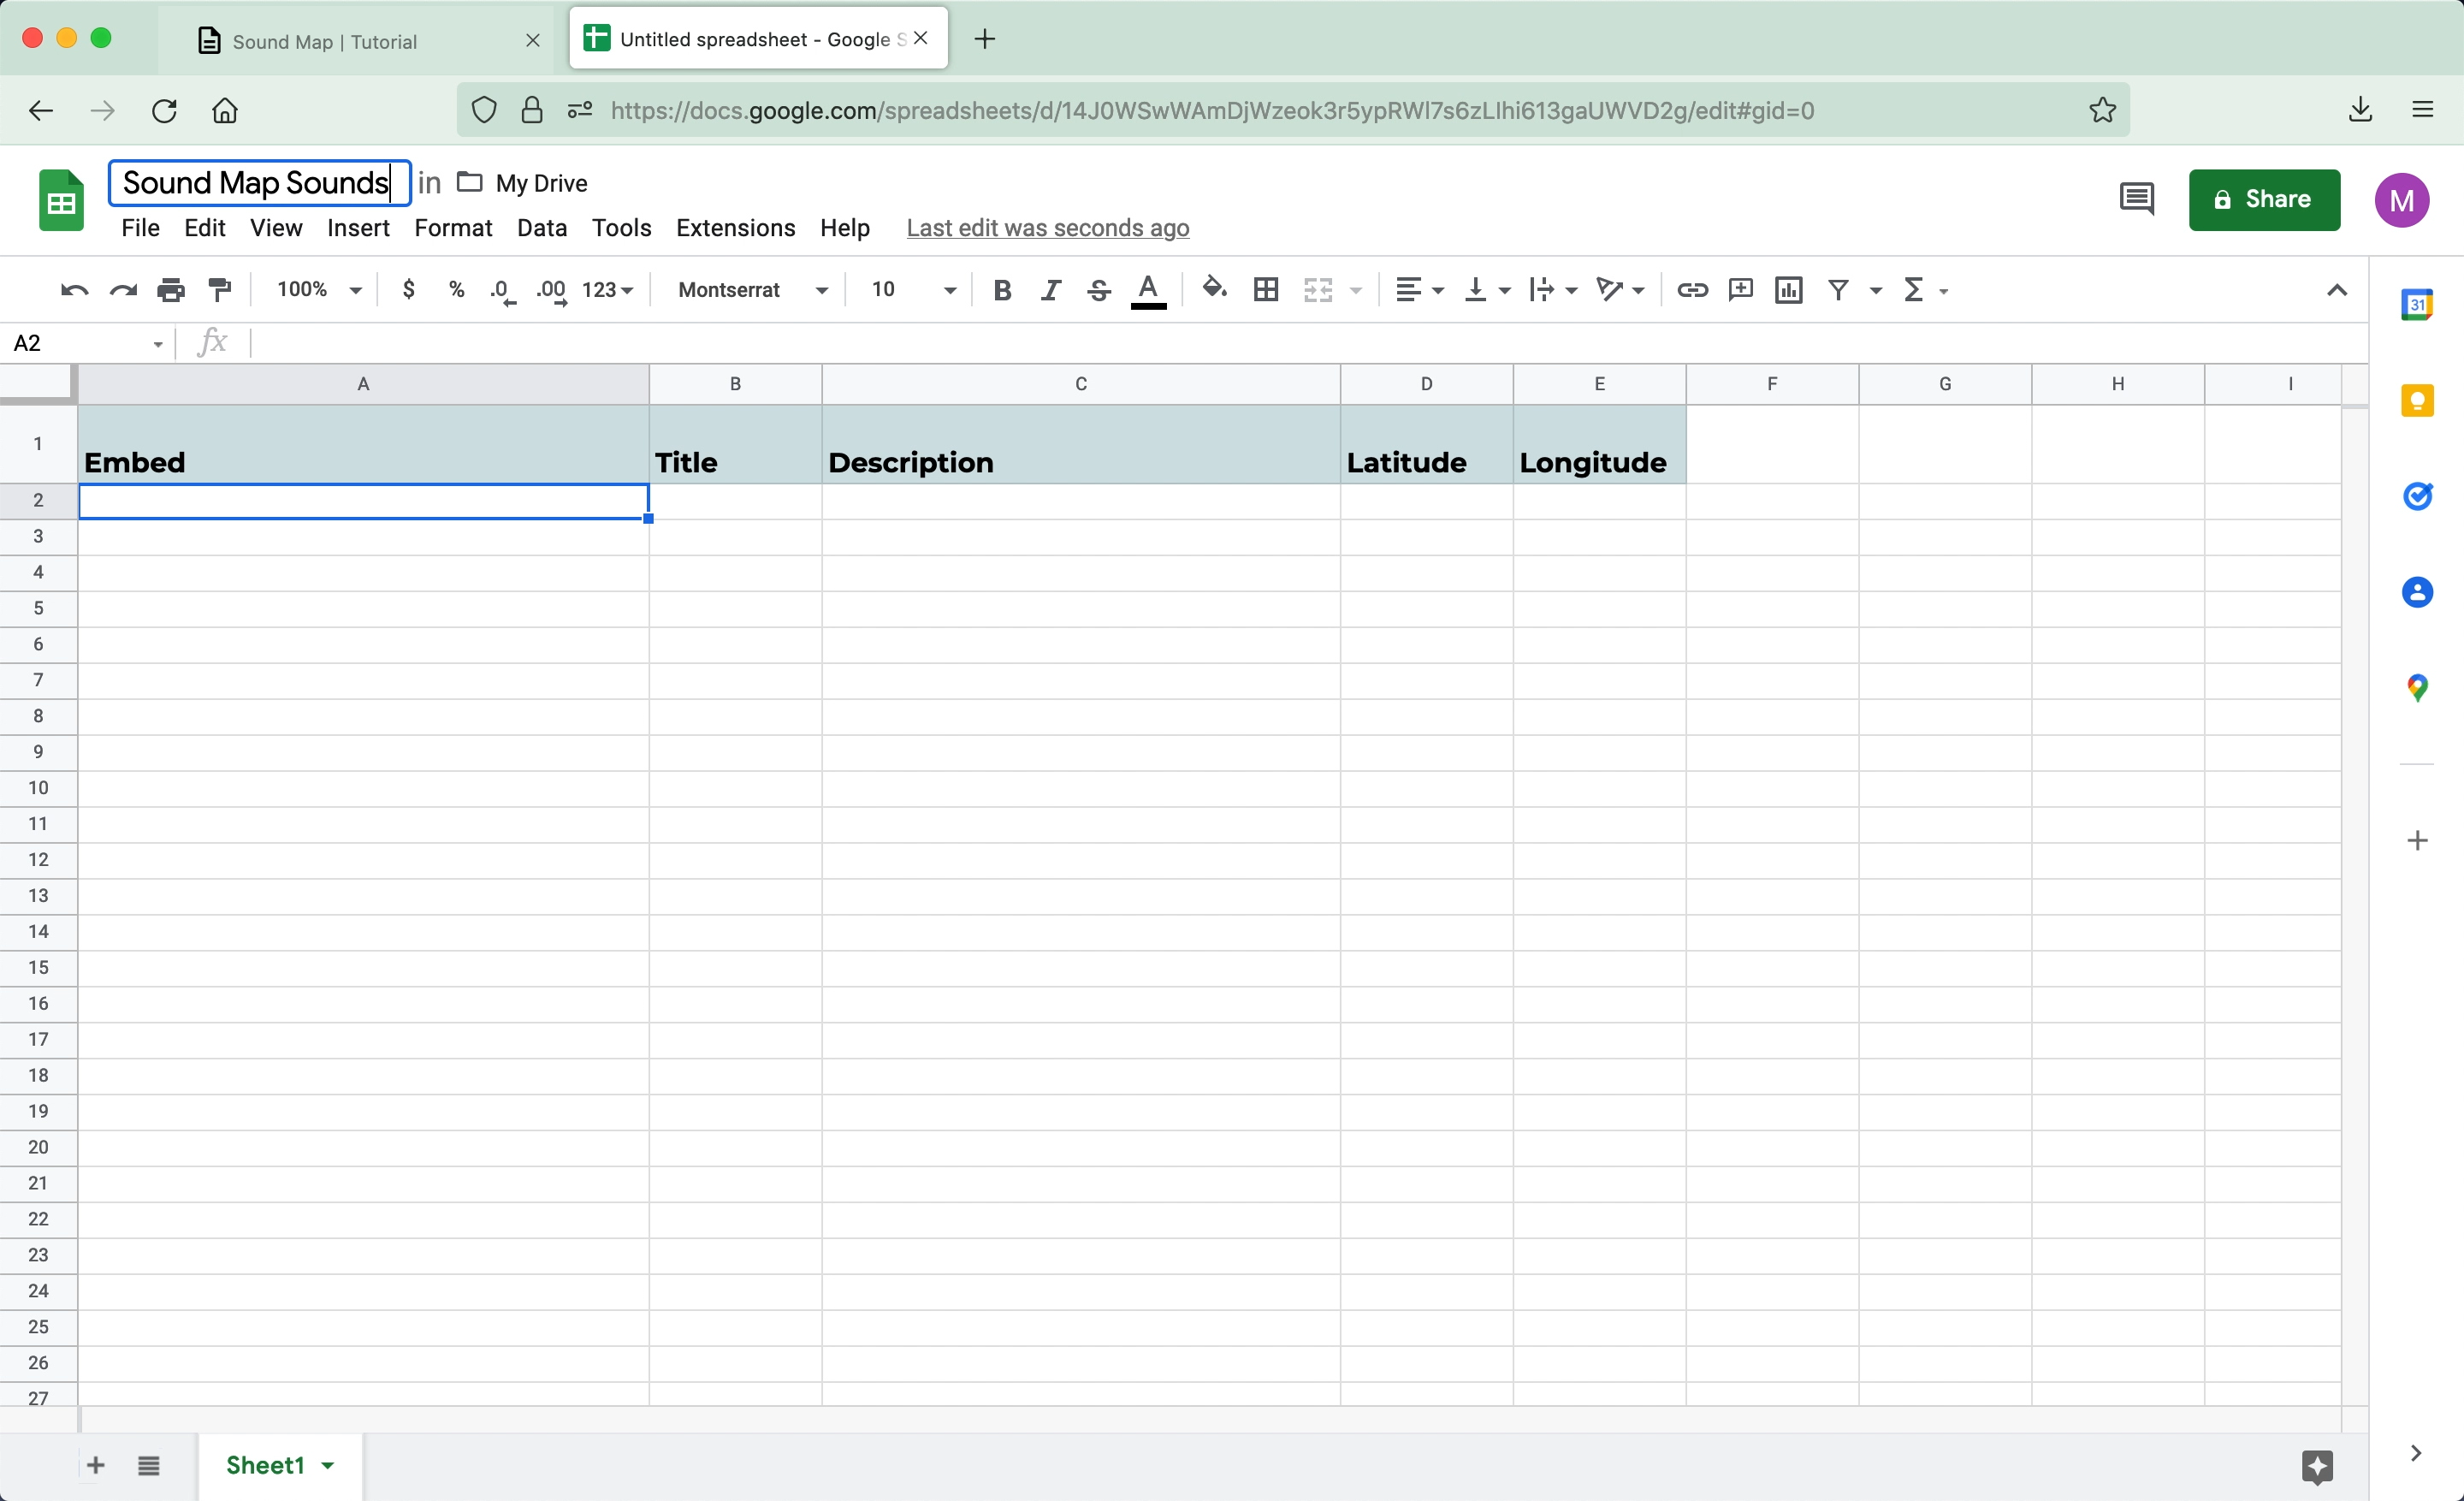 Sound Map | Tutorial
Untitled spreadsheet - Google S
https://docs.google.com/spreadsheets/d/14J0WSwWAmDjWzeok3r5ypRWl7s6zLlhi613gaUWVD2g/edit#gid=0
Sound Map Sounds in My Drive
File Edit View Insert Format Data Tools Extensions Help Last edit was seconds ago
Share
M
100% $ % .0 .00 123 Montserrat 10 B I S A Σ
31
A2 fx
A B C D E F G H I
1 Embed Title Description Latitude Longitude
2
3
4
5
6
7
8
9
10
11
12
13
14
15
16
17
18
19
20
21
22
23
24
25
26
27
Sheet1